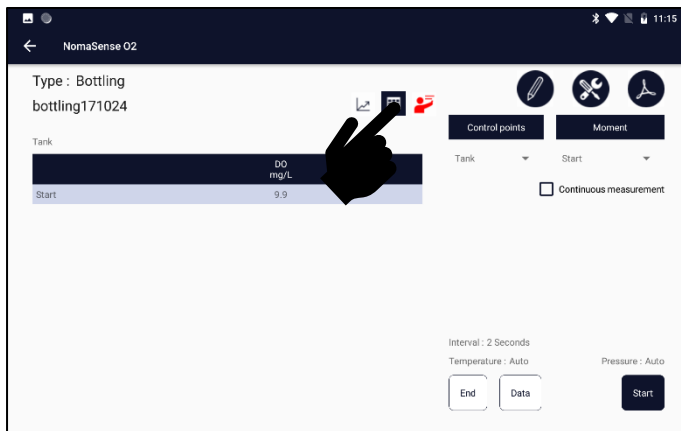 11:15
NomaSense O2
Type : Bottling
bottling171024
Control points
Moment
Tank
Tank
Start
DO
mg/L
Continuous measurement
Start
9.9
Interval : 2 Seconds
Temperature : Auto
Pressure : Auto
End
Data
Start